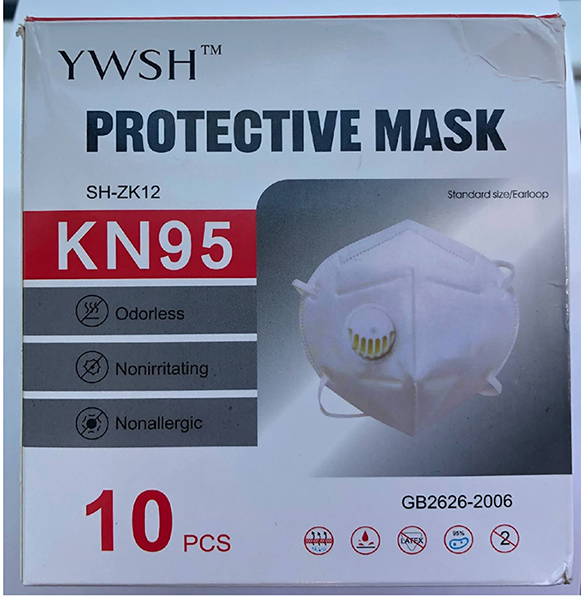 YWSH™
PROTECTIVE MASK
SH-ZK12
Standard size/Earloop
KN95
Odorless
Nonirritating
Nonallergic
10 PCS
GB2626-2006
LATEX
95%
2